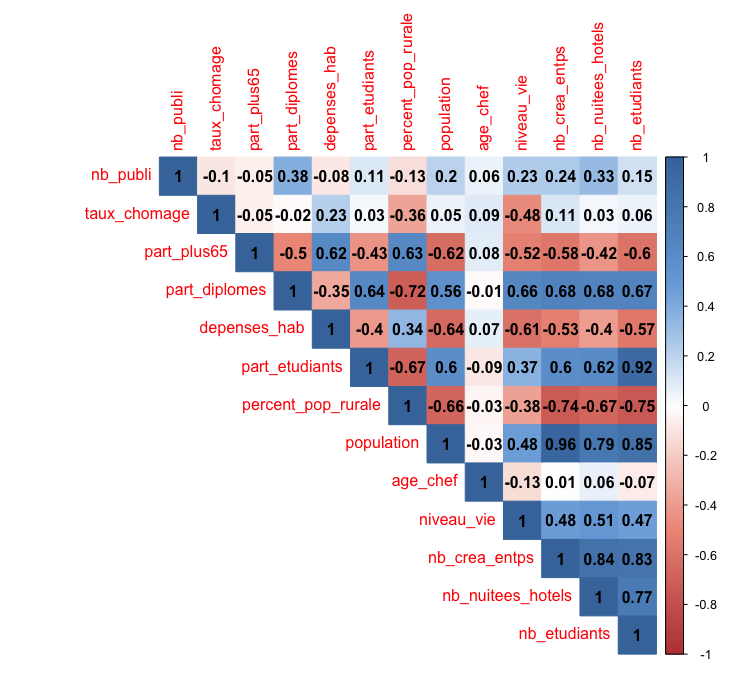 nb_publi taux_chomage part_plus65 part_diplomes depenses_hab part_etudiants percent_pop_rurale population age_chef niveau_vie nb_crea_entps nb_nuitees_hotels nb_etudiants
nb_publi 1 -0.1 -0.05 0.38 -0.08 0.11 -0.13 0.2 0.06 0.23 0.24 0.33 0.15
taux_chomage 1 -0.05 -0.02 0.23 0.03 -0.36 0.05 0.09 -0.48 0.11 0.03 0.06
part_plus65 1 -0.5 0.62 -0.43 0.63 -0.62 0.08 -0.52 -0.58 -0.42 -0.6
part_diplomes 1 -0.35 0.64 -0.72 0.56 -0.01 0.66 0.68 0.68 0.67
depenses_hab 1 -0.4 0.34 -0.64 0.07 -0.61 -0.53 -0.4 -0.57
part_etudiants 1 -0.67 0.6 -0.09 0.37 0.6 0.62 0.92
percent_pop_rurale 1 -0.66 -0.03 -0.38 -0.74 -0.67 -0.75
population 1 -0.03 0.48 0.96 0.79 0.85
age_chef 1 -0.13 0.01 0.06 -0.07
niveau_vie 1 0.48 0.51 0.47
nb_crea_entps 1 0.84 0.83
nb_nuitees_hotels 1 0.77
nb_etudiants 1
1
0.8
0.6
0.4
0.2
0
-0.2
-0.4
-0.6
-0.8
-1